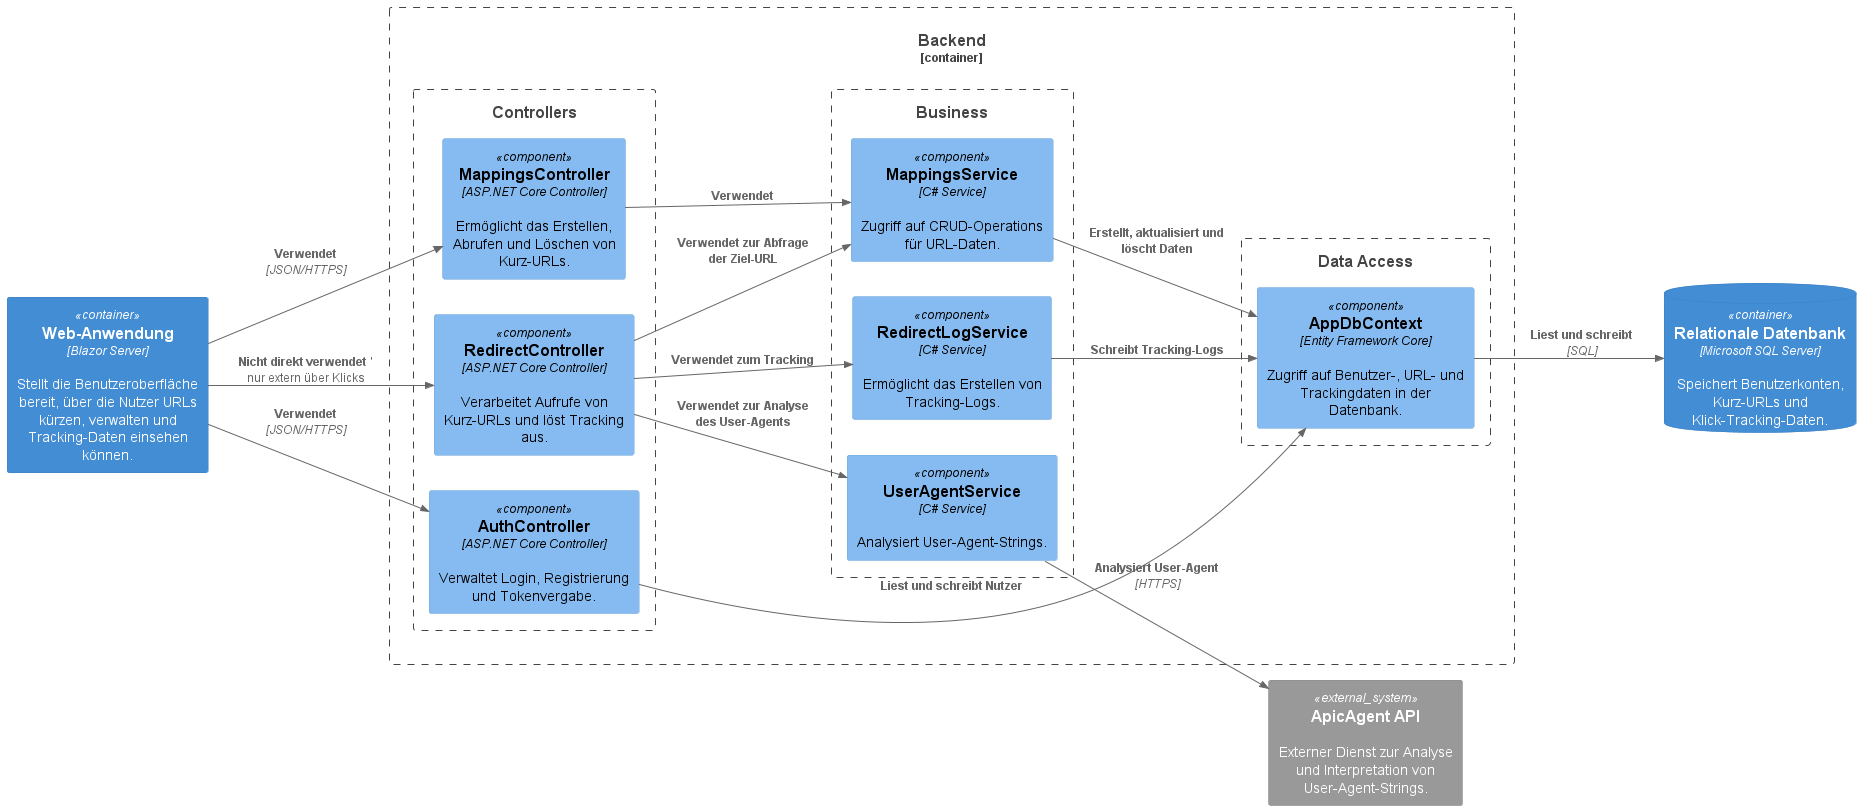 Backend
[container]
Controllers
«component»
MappingsController
[ASP.NET Core Controller]
Ermöglicht das Erstellen,
Abrufen und Löschen von
Kurz-URLs.
«component»
RedirectController
[ASP.NET Core Controller]
Verarbeitet Aufrufe von
Kurz-URLs und löst Tracking
aus.
«component»
AuthController
[ASP.NET Core Controller]
Verwaltet Login, Registrierung
und Tokenvergabe.
Business
«component»
MappingsService
[C# Service]
Zugriff auf CRUD-Operations
für URL-Daten.
«component»
RedirectLogService
[C# Service]
Ermöglicht das Erstellen von
Tracking-Logs.
«component»
UserAgentService
[C# Service]
Analysiert User-Agent-Strings.
Data Access
«component»
AppDbContext
[Entity Framework Core]
Zugriff auf Benutzer-, URL- und
Trackingdaten in der
Datenbank.
«container»
Web-Anwendung
[Blazor Server]
Stellt die Benutzeroberfläche
bereit, über die Nutzer URLs
kürzen, verwalten und
Tracking-Daten einsehen
können.
«container»
Relationale Datenbank
[Microsoft SQL Server]
Speichert Benutzerkonten,
Kurz-URLs und
Klick-Tracking-Daten.
«external_system»
ApicAgent API
Externer Dienst zur Analyse
und Interpretation von
User-Agent-Strings.
Verwendet
[JSON/HTTPS]
Nicht direkt verwendet '
nur extern über Klicks
Verwendet
[JSON/HTTPS]
Verwendet
Verwendet zur Abfrage
der Ziel-URL
Verwendet zum Tracking
Verwendet zur Analyse
des User-Agents
Erstellt, aktualisiert und
löscht Daten
Schreibt Tracking-Logs
Liest und schreibt Nutzer
Analysiert User-Agent
[HTTPS]
Liest und schreibt
[SQL]